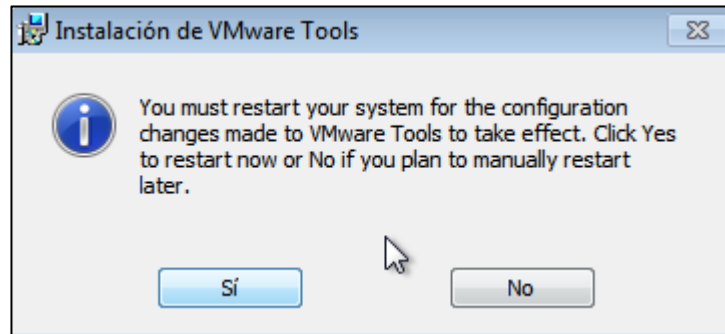 Instalación de VMware Tools
You must restart your system for the configuration
changes made to VMware Tools to take effect. Click Yes
to restart now or No if you plan to manually restart
later.
Sí
No